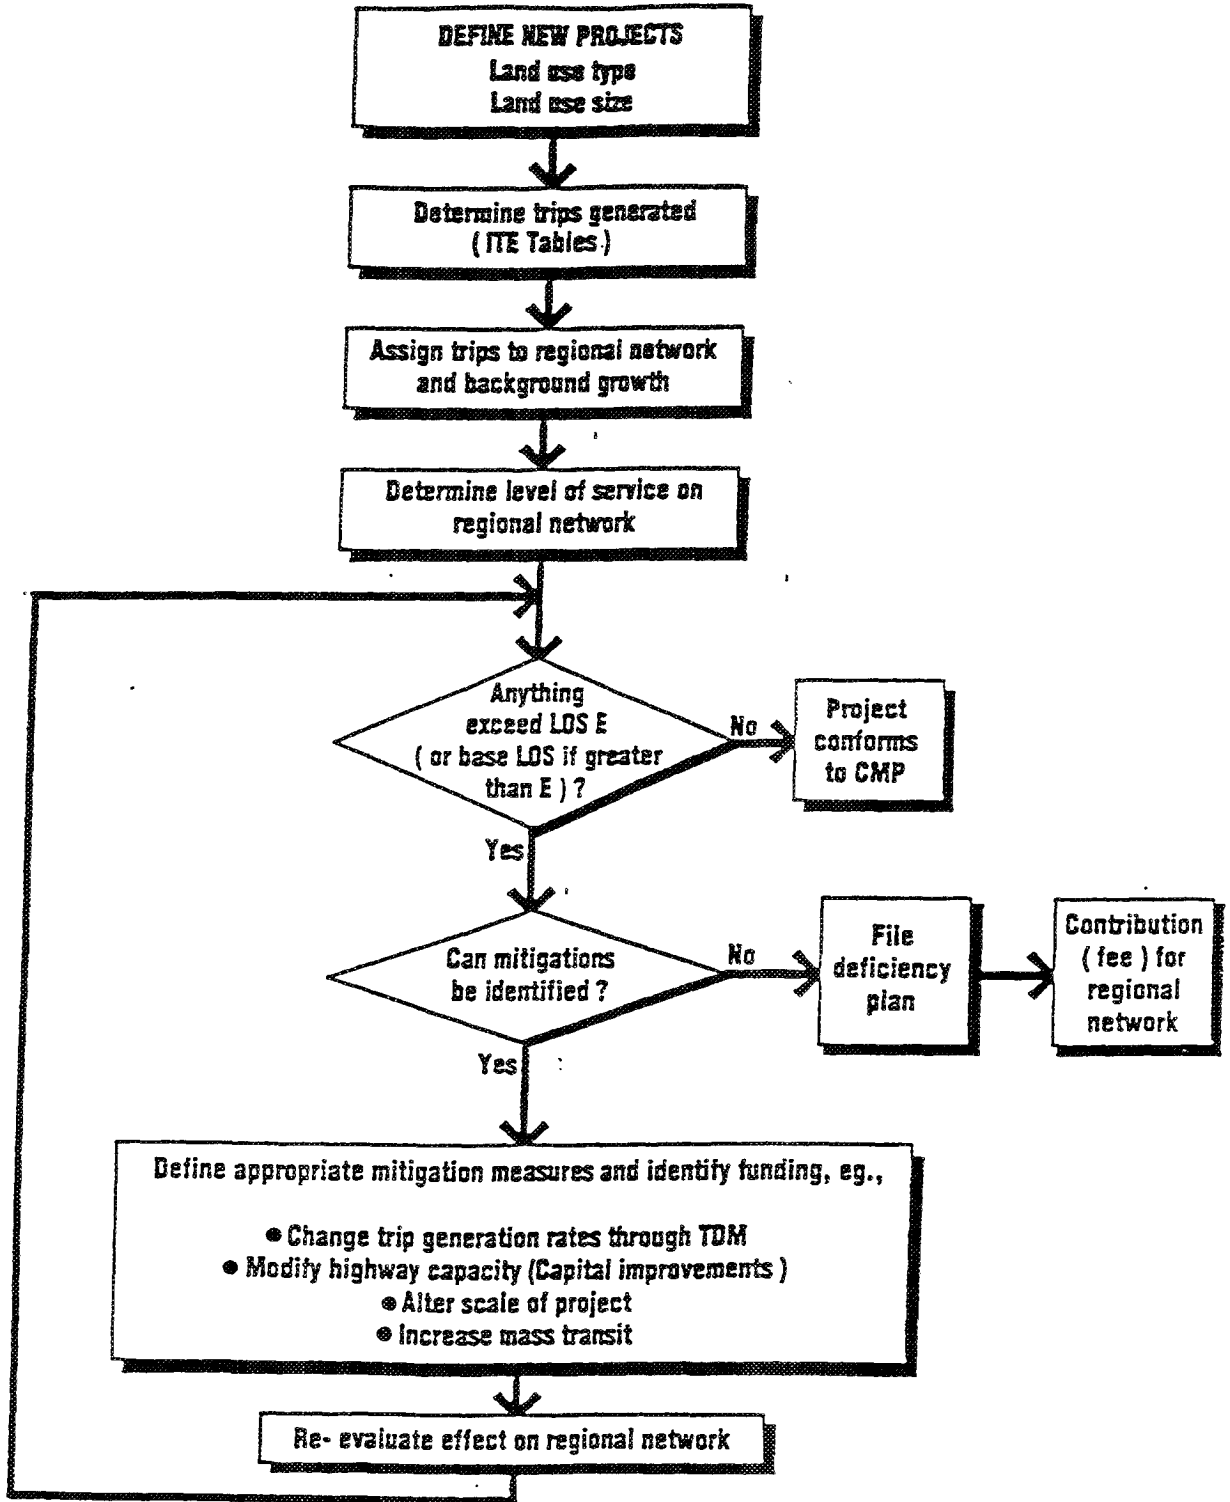 DEFINE NEW PROJECTS
Land use type
Land use size
Determine trips generated
( ITE Tables )
Assign trips to regional network
and background growth
Determine level of service on
regional network
Anything
exceed LOS E
( or base LOS if greater
than E ) ?
No
Project
conforms
to CMP
Yes
Can mitigations
be identified ?
No
File
deficiency
plan
Contribution
( fee ) for
regional
network
Yes
Define appropriate mitigation measures and identify funding, eg.,
● Change trip generation rates through TDM
● Modify highway capacity (Capital improvements )
● Alter scale of project
● Increase mass transit
Re- evaluate effect on regional network